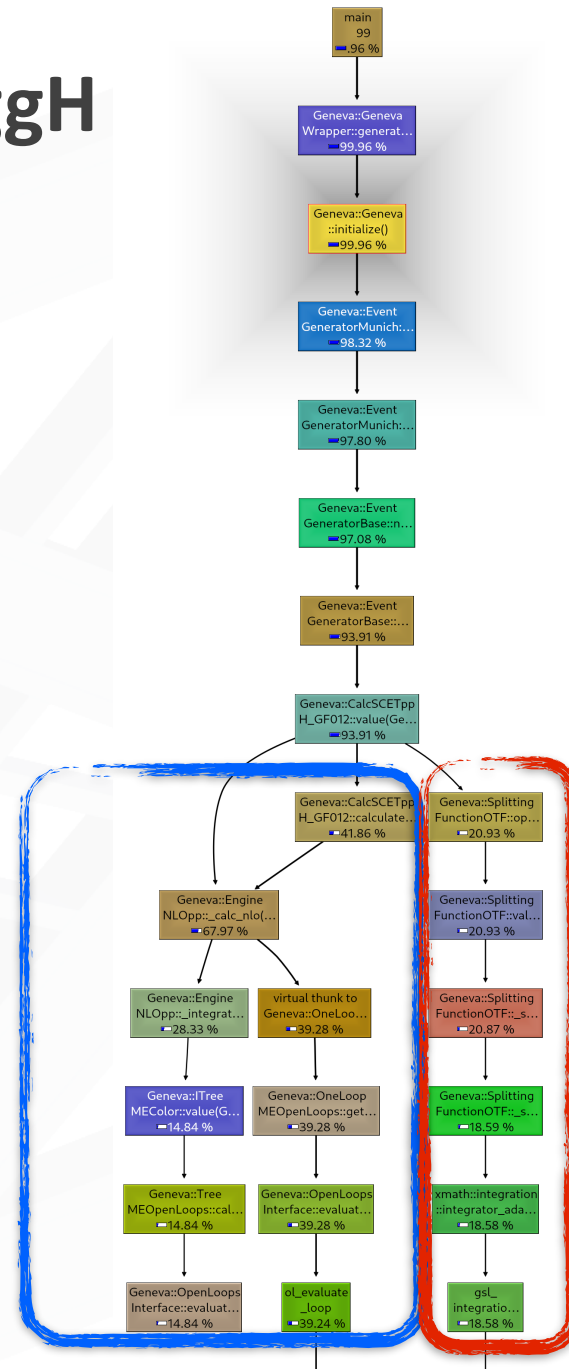 ggH
main
99
.96 %
Geneva::Geneva
Wrapper::generat...
99.96 %
Geneva::Geneva
::initialize()
99.96 %
Geneva::Event
GeneratorMunich:...
98.32 %
Geneva::Event
GeneratorMunich:...
97.80 %
Geneva::Event
GeneratorBase::n...
97.08 %
Geneva::Event
GeneratorBase::...
93.91 %
Geneva::CalcSCETpp
H_GF012::value(Ge...
93.91 %
Geneva::CalcSCETpp
H_GF012::calculate...
41.86 %
Geneva::Splitting
FunctionOTF::op...
20.93 %
Geneva::Engine
NLOpp::_calc_nlo(...
67.97 %
Geneva::Splitting
FunctionOTF::val...
20.93 %
Geneva::Engine
NLOpp::_integrat...
28.33 %
virtual thunk to
Geneva::OneLoo...
39.28 %
Geneva::Splitting
FunctionOTF::_s...
20.87 %
Geneva::ITree
MEColor::value(G...
14.84 %
Geneva::OneLoop
MEOpenLoops::get...
39.28 %
Geneva::Splitting
FunctionOTF::_s...
18.59 %
Geneva::Tree
MEOpenLoops::cal...
14.84 %
Geneva::OpenLoops
Interface::evaluat...
39.28 %
xmath::integration
::integrator_ada...
18.58 %
Geneva::OpenLoops
Interface::evaluat...
14.84 %
ol_evaluate
_loop
39.24 %
gsl_
integratio...
18.58 %